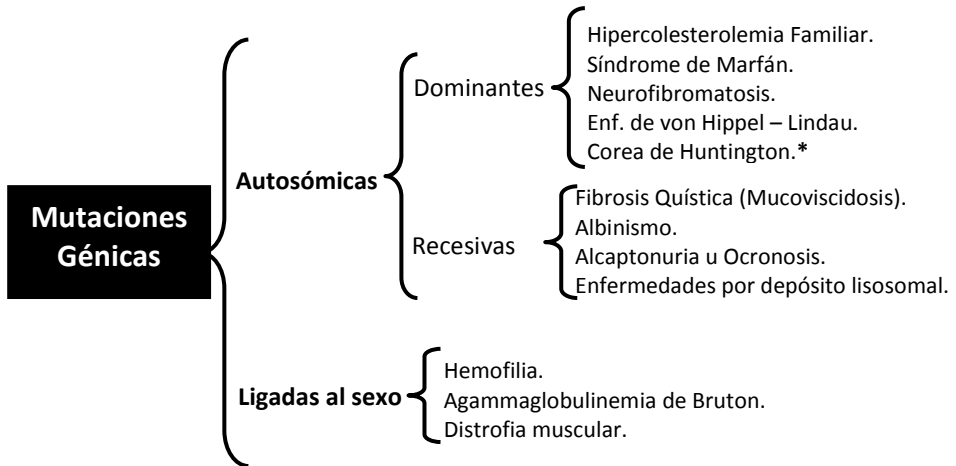 Mutaciones
Génicas
Autosómicas
Dominantes
Hipercolesterolemia Familiar.
Síndrome de Marfán.
Neurofibromatosis.
Enf. de von Hippel – Lindau.
Corea de Huntington.*
Recesivas
Fibrosis Quística (Mucoviscidosis).
Albinismo.
Alcaptonuria u Ocronosis.
Enfermedades por depósito lisosomal.
Ligadas al sexo
Hemofilia.
Agammaglobulinemia de Bruton.
Distrofia muscular.